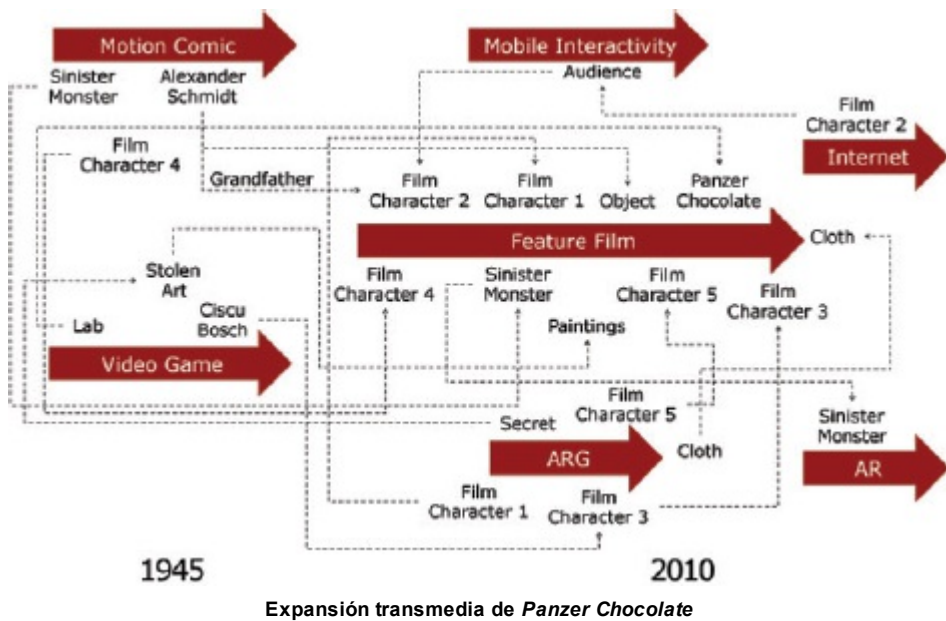 Motion Comic
Mobile Interactivity
Sinister
Monster
Alexander
Schmidt
Audience
Film
Character 2
Internet
Film
Character 4
Grandfather
Film
Character 2
Film
Character 1
Object
Panzer
Chocolate
Feature Film
Cloth
Stolen
Art
Film
Character 4
Sinister
Monster
Film
Character 5
Film
Character 3
Lab
Ciscu
Bosch
Paintings
Video Game
Secret
Film
Character 5
Cloth
Sinister
Monster
ARG
AR
Film
Character 1
Film
Character 3
1945
2010
Expansión transmedia de Panzer Chocolate